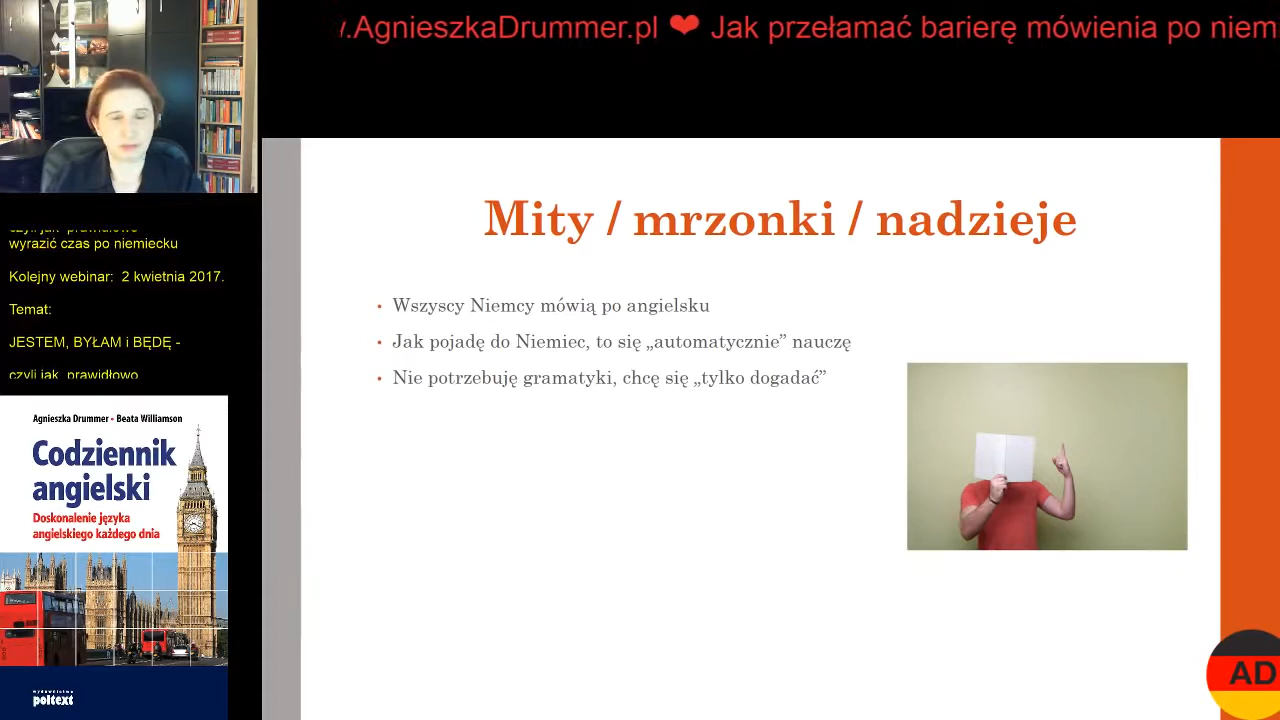 .AgnieszkaDrummer.pl ❤ Jak przełamać barierę mówienia po niem
wyrazić czas po niemiecku
Kolejny webinar: 2 kwietnia 2017.
Temat:
JESTEM, BYŁAM i BĘDĘ -
czyli jak prawidłowo
Agnieszka Drummer • Beata Williamson
Codziennik
angielski
Doskonalenie języka
angielskiego każdego dnia
wydawnictwo
poltext
Mity / mrzonki / nadzieje
• Wszyscy Niemcy mówią po angielsku
• Jak pojadę do Niemiec, to się „automatycznie” nauczę
• Nie potrzebuję gramatyki, chcę się „tylko dogadać”
AD